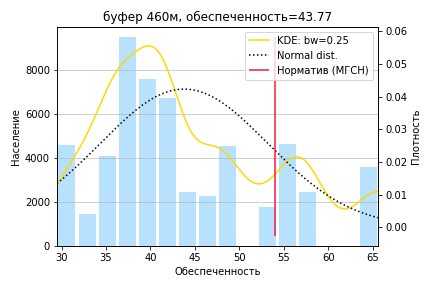 буфер 460м, обеспеченность=43.77
KDE: bw=0.25
Normal dist.
Норматив (МГСН)
Население
0
2000
4000
6000
8000
Плотность
0.00
0.01
0.02
0.03
0.04
0.05
0.06
30 35 40 45 50 55 60 65
Обеспеченность